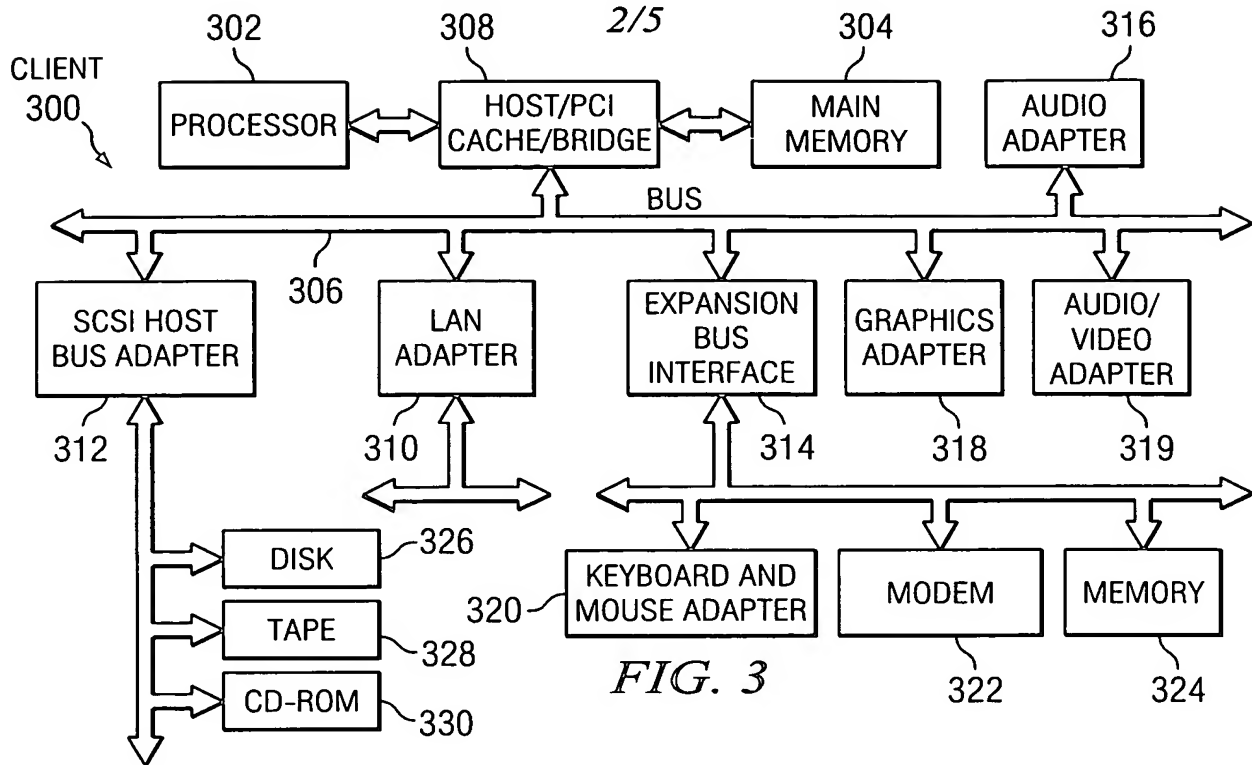 2/5
302
308
304
316
CLIENT
300
PROCESSOR
HOST/PCI
CACHE/BRIDGE
MAIN
MEMORY
AUDIO
ADAPTER
BUS
306
SCSI HOST
BUS ADAPTER
LAN
ADAPTER
EXPANSION
BUS
INTERFACE
GRAPHICS
ADAPTER
AUDIO/
VIDEO ADAPTER
312
310
314
318
319
DISK
326
TAPE
328
CD-ROM
330
320
KEYBOARD AND
MOUSE ADAPTER
MODEM
MEMORY
322
324
FIG. 3